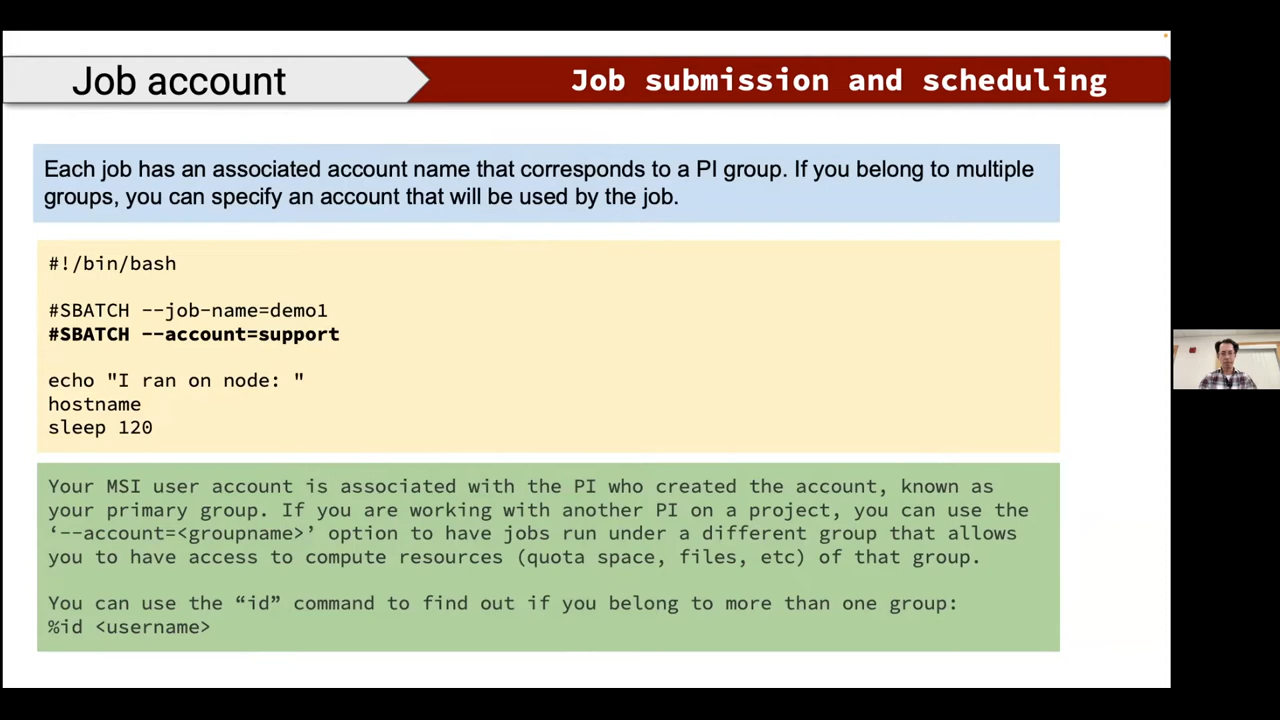 Job account
Job submission and scheduling
Each job has an associated account name that corresponds to a PI group. If you belong to multiple
groups, you can specify an account that will be used by the job.
#!/bin/bash
#SBATCH --job-name=demo1
#SBATCH --account=support
echo "I ran on node: "
hostname
sleep 120
Your MSI user account is associated with the PI who created the account, known as
your primary group. If you are working with another PI on a project, you can use the
‘--account=<groupname>’ option to have jobs run under a different group that allows
you to have access to compute resources (quota space, files, etc) of that group.
You can use the “id” command to find out if you belong to more than one group:
%id <username>